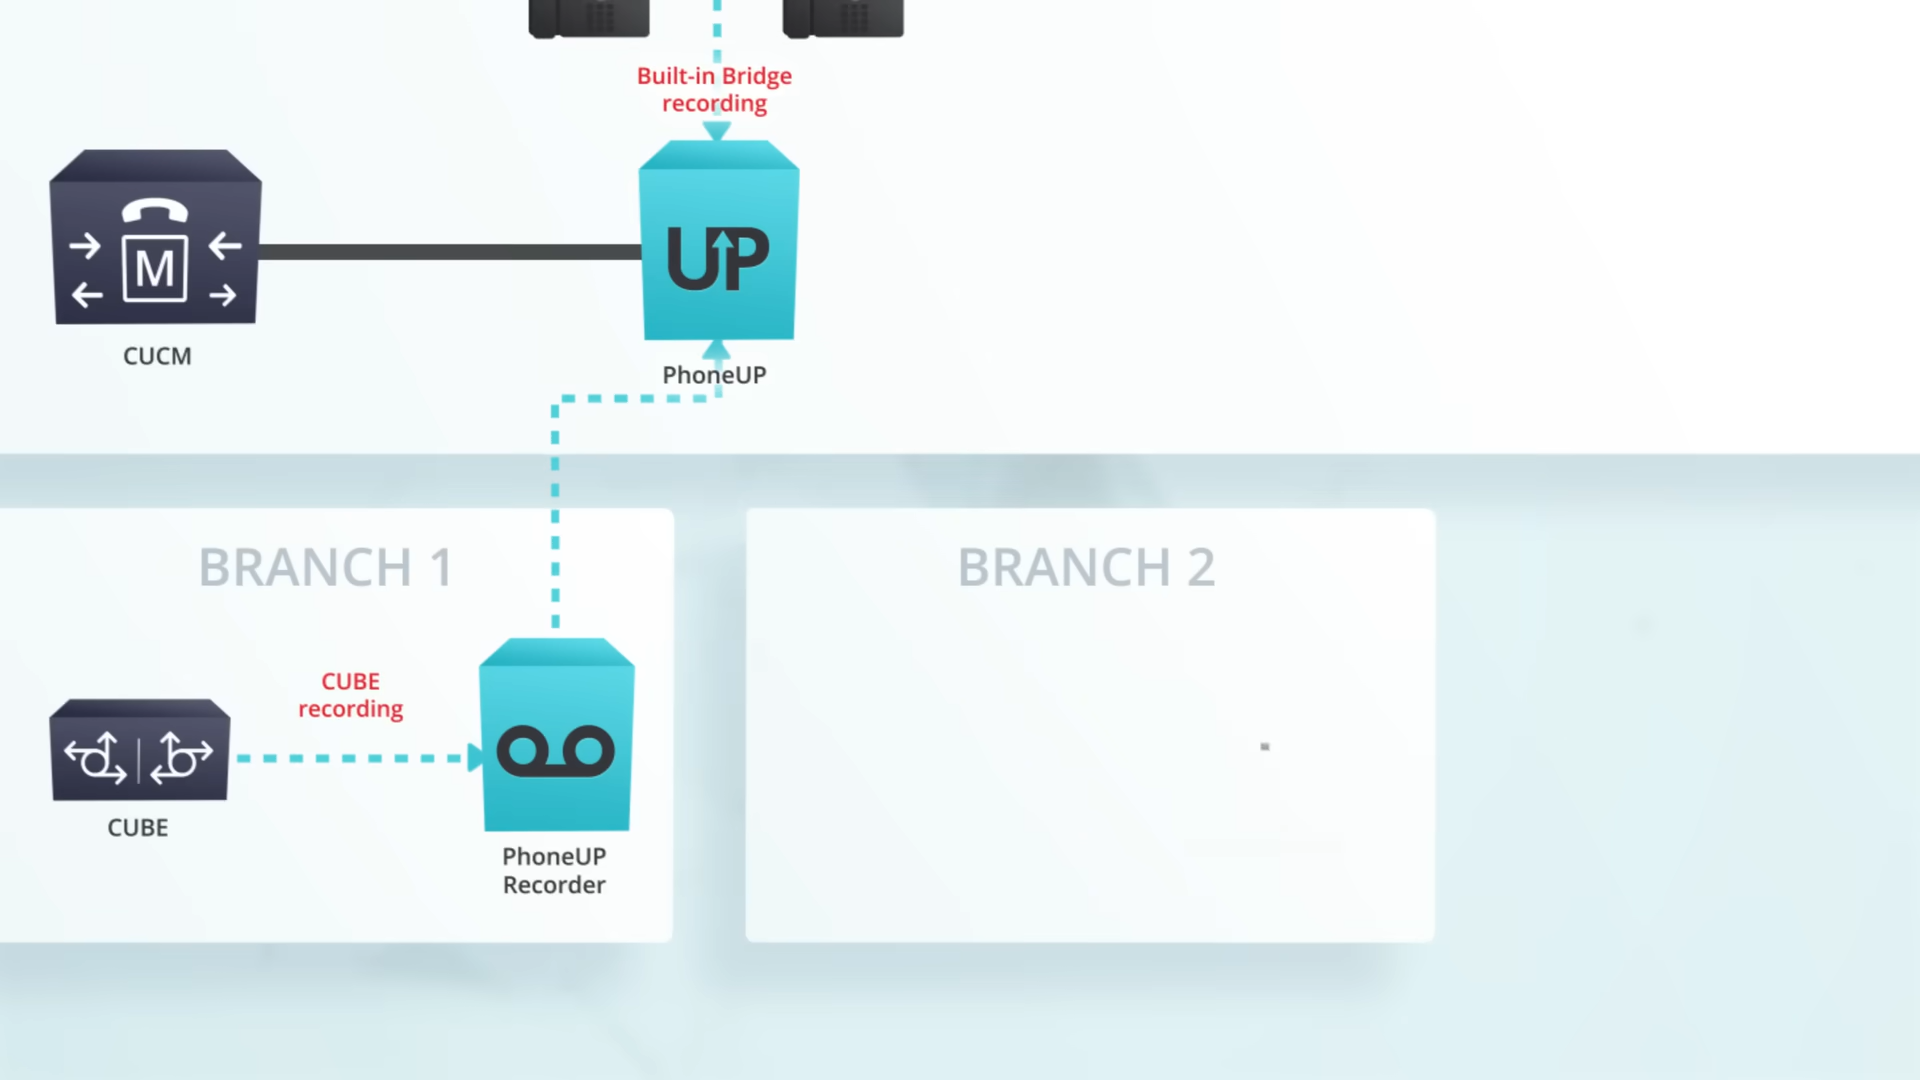 Built-in Bridge
recording
M
UP
CUCM
PhoneUP
BRANCH 1
BRANCH 2
CUBE
recording
CUBE
PhoneUP
Recorder